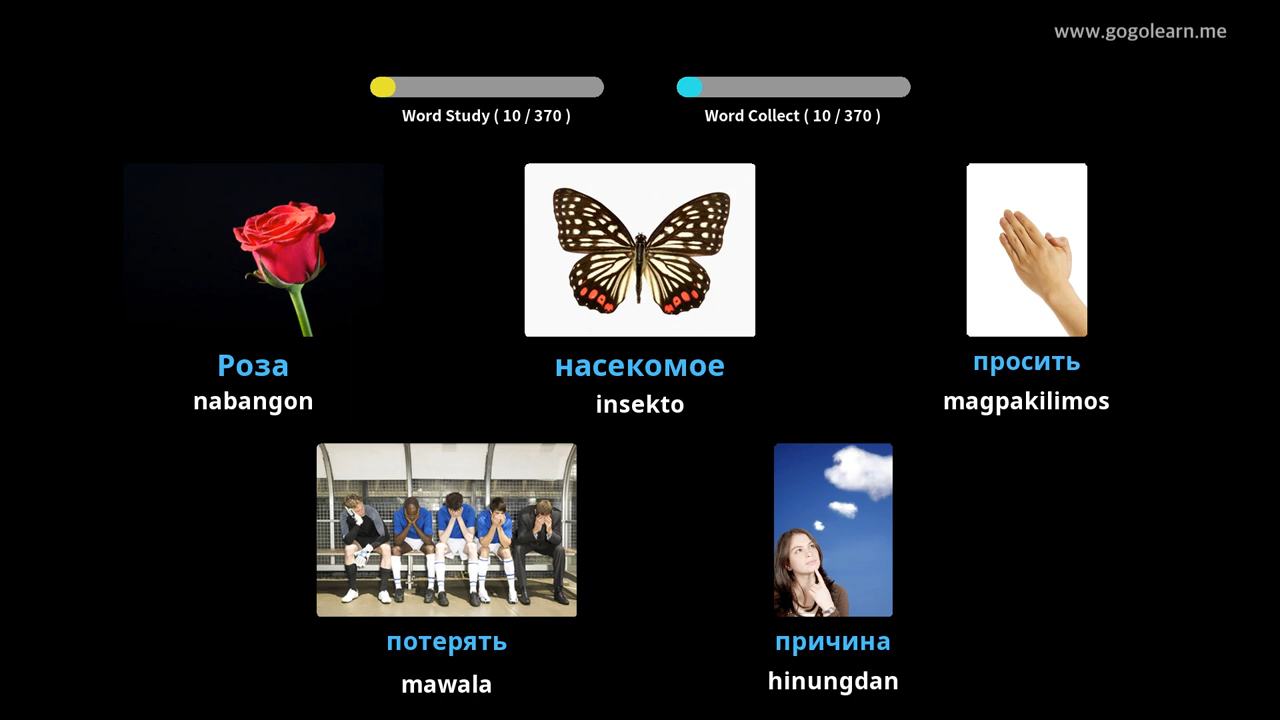 www.gogolearn.me
Word Study ( 10 / 370 )
Word Collect ( 10 / 370 )
Роза
nabangon
насекомое
insekto
просить
magpakilimos
потерять
mawala
причина
hinungdan